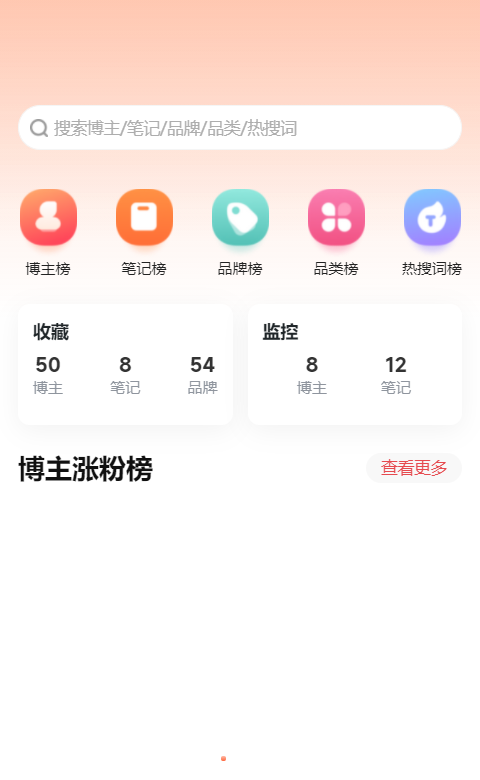 搜索博主/笔记/品牌/品类/热搜词
博主榜 笔记榜 品牌榜 品类榜 热搜词榜
收藏 监控
50 8 54 8 12
博主 笔记 品牌 博主 笔记
博主涨粉榜 查看更多